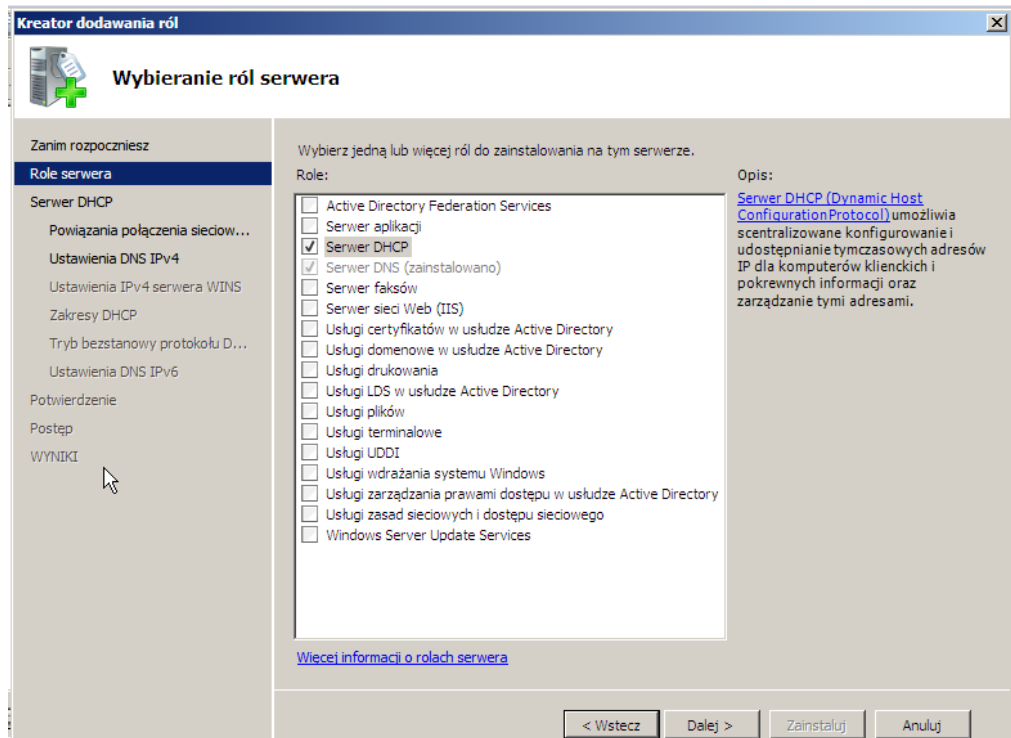 Kreator dodawania ról
Wybieranie ról serwera
Zanim rozpoczniesz
Role serwera
Serwer DHCP
Powiązania połączenia sieciow...
Ustawienia DNS IPv4
Ustawienia IPv4 serwera WINS
Zakresy DHCP
Tryb bezstanowy protokołu D...
Ustawienia DNS IPv6
Potwierdzenie
Postęp
WYNIKI
Wybierz jedną lub więcej ról do zainstalowania na tym serwerze.
Role:
Active Directory Federation Services
Serwer aplikacji
Serwer DHCP
Serwer DNS (zainstalowano)
Serwer faksów
Serwer sieci Web (IIS)
Usługi certyfikatów w usłudze Active Directory
Usługi domenowe w usłudze Active Directory
Usługi drukowania
Usługi LDS w usłudze Active Directory
Usługi plików
Usługi terminalowe
Usługi UDDI
Usługi wdrażania systemu Windows
Usługi zarządzania prawami dostępu w usłudze Active Directory
Usługi zasad sieciowych i dostępu sieciowego
Windows Server Update Services
Więcej informacji o rolach serwera
Opis:
Serwer DHCP (Dynamic Host
Configuration Protocol) umożliwia
scentralizowane konfigurowanie i
udostępnianie tymczasowych adresów
IP dla komputerów klienckich i
pokrewnych informacji oraz
zarządzanie tymi adresami.
< Wstecz
Dalej >
Zainstaluj
Anuluj